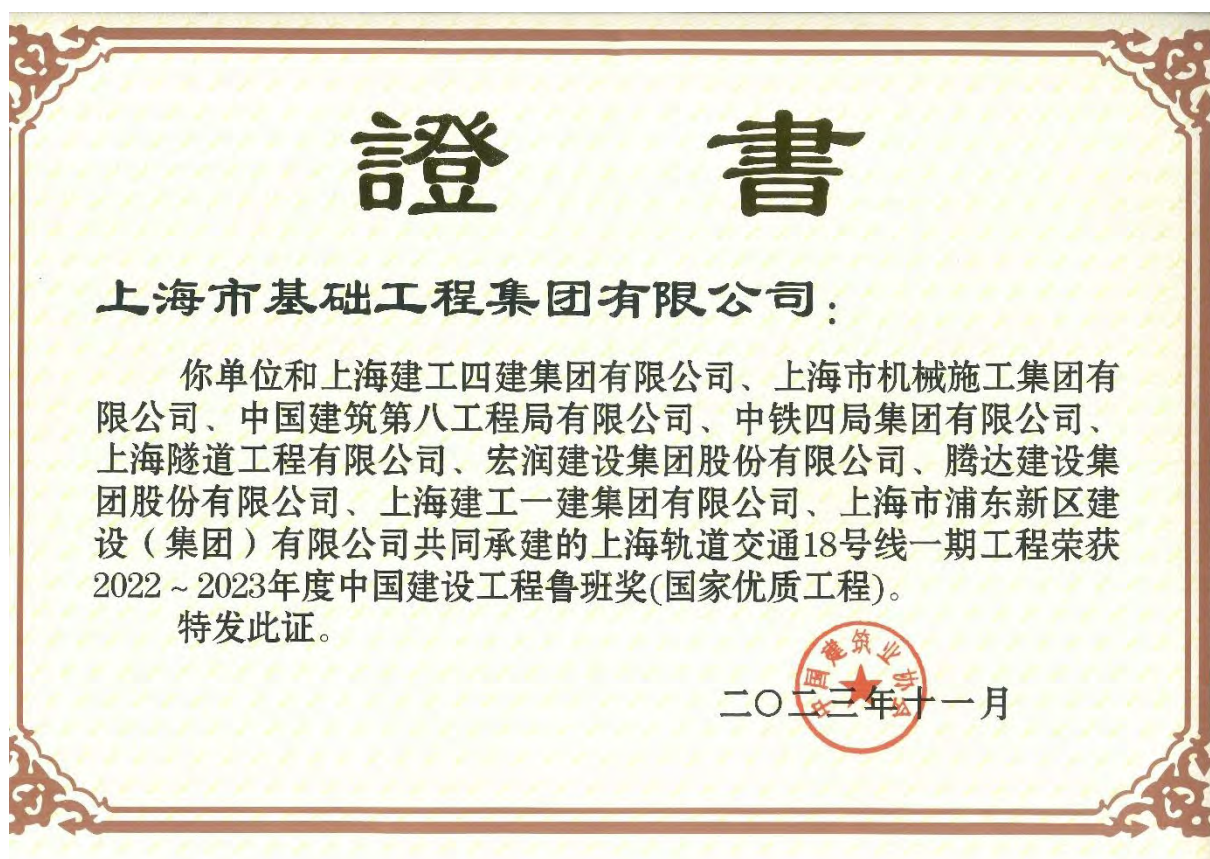 證書
上海市基础工程集团有限公司：
你单位和上海建工四建集团有限公司、上海市机械施工集团有
限公司、中国建筑第八工程局有限公司、中铁四局集团有限公司、
上海隧道工程有限公司、宏润建设集团股份有限公司、腾达建设集
团股份有限公司、上海建工一建集团有限公司、上海市浦东新区建
设（集团）有限公司共同承建的上海轨道交通18号线一期工程荣获
2022～2023年度中国建设工程鲁班奖(国家优质工程)。
特发此证。
中国建筑业协会
二〇二三年十一月